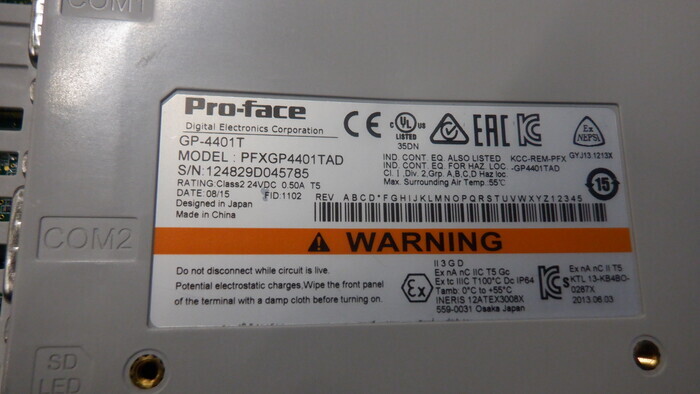 COM1
Pro-face
Digital Electronics Corporation
GP-4401T
MODEL : PFXGP4401TAD
S/N:124829D045785
RATING Class2 24VDC 0.50A T5
DATE: 08/15 FID:1102
Designed in Japan
Made in China
CE
UL
LISTED
35DN
EAC
Ex
NEPSI
GYJ13.1213X
IND. CONT. EQ. ALSO LISTED
IND. CONT. EQ. FOR HAZ. LOC.
Cl. I, Div. 2, Grp. A,B,C,D Haz loc.
Max. Surrounding Air Temp. 55°C
KCC-REM-PFX
-GP4401TAD
15
REV ABCD*FGHIJKLMNOPQRSTUVWXYZ12345
COM2
WARNING
Do not disconnect while circuit is live.
Potential electrostatic charges,Wipe the front panel
of the terminal with a damp cloth before turning on.
Ex
II 3 G D
Ex nA nC IIC T5 Gc
Ex tc IIIC T100°C Dc IP64
Tamb: 0°C to +55°C
INERIS 12ATEX3006X
559-0031 Osaka Japan
s
Ex nA nC II T5
KTL 13-KB4BO-
0287X
2013.06.03
SD
LED